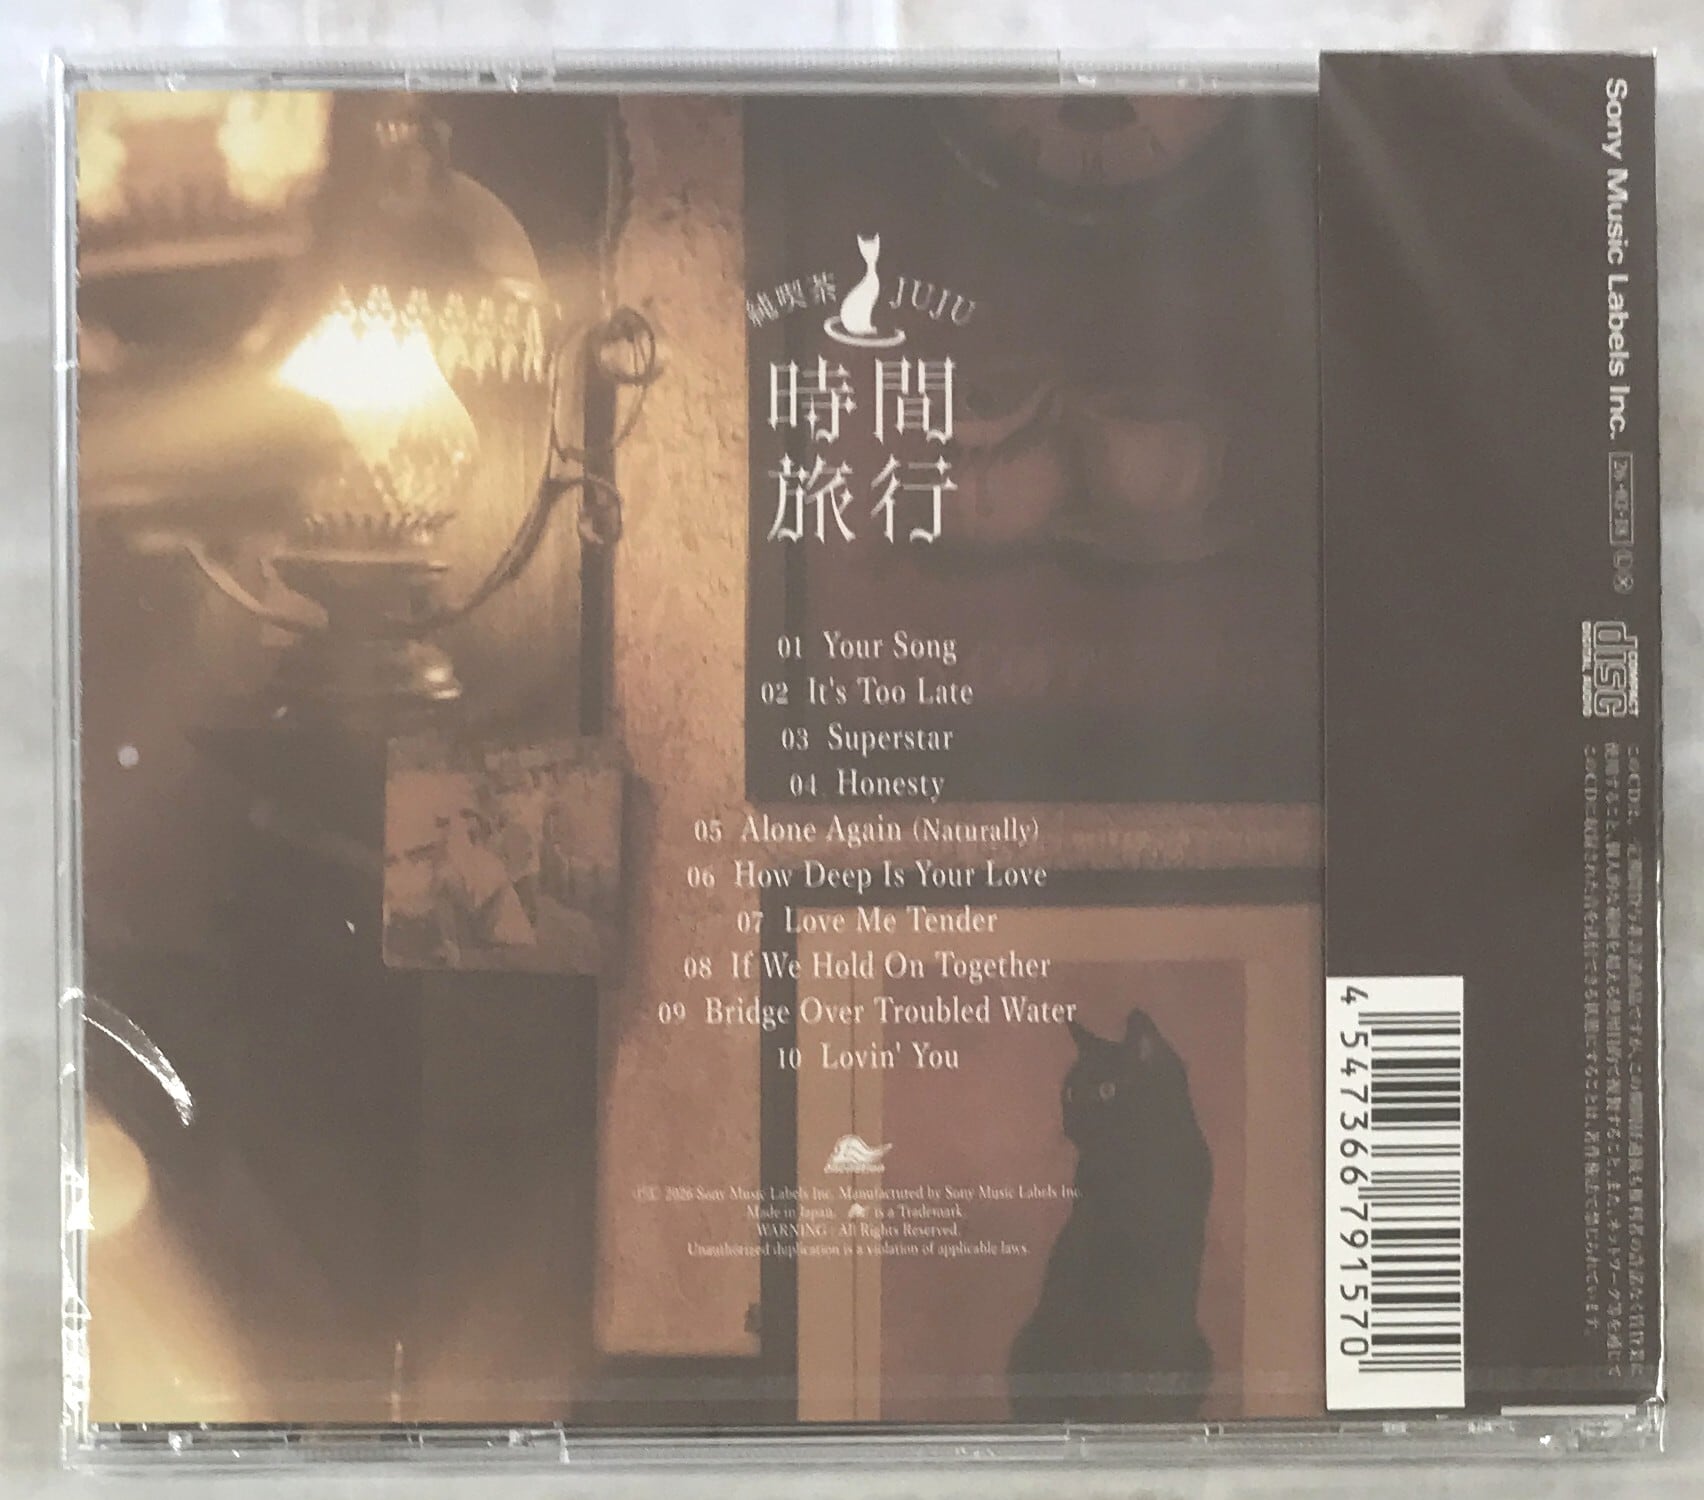 純喫茶 JUJU
時間
旅行
01 Your Song
02 It's Too Late
03 Superstar
04 Honesty
05 Alone Again (Naturally)
06 How Deep Is Your Love
07 Love Me Tender
08 If We Hold On Together
09 Bridge Over Troubled Water
10 Lovin' You
2026 Sony Music Labels Inc. Manufactured by Sony Music Labels Inc.
Made in Japan. is a Trademark.
WARNING : All Rights Reserved.
Unauthorized duplication is a violation of applicable laws.
Sony Music Labels Inc.
COMPACT
disc
DIGITAL AUDIO
4 547366 791570